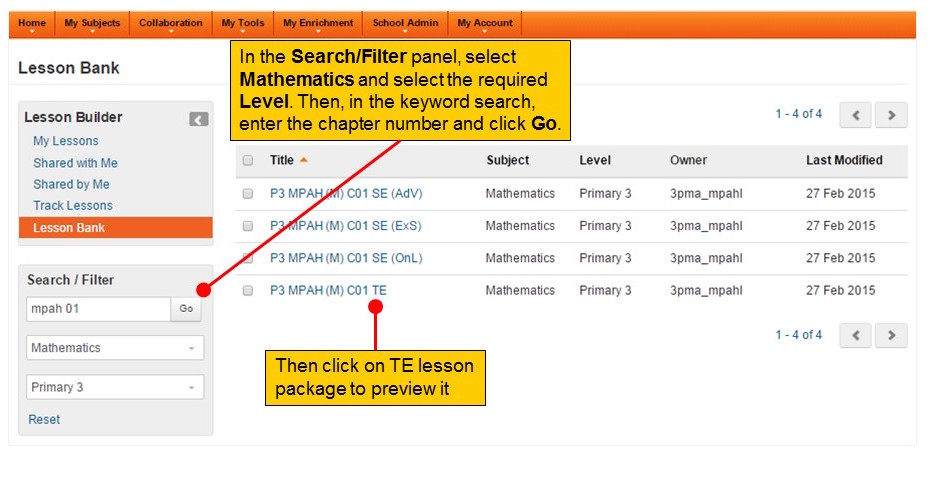 Home My Subjects Collaboration My Tools My Enrichment School Admin My Account
In the Search/Filter panel, select
Mathematics and select the required
Level. Then, in the keyword search,
enter the chapter number and click Go.
Lesson Bank
Lesson Builder
My Lessons
Shared with Me
Shared by Me
Track Lessons
Lesson Bank
1 - 4 of 4
Title Subject Level Owner Last Modified
P3 MPAH (M) C01 SE (AdV) Mathematics Primary 3 3pma_mpahl 27 Feb 2015
P3 MPAH (M) C01 SE (ExS) Mathematics Primary 3 3pma_mpahl 27 Feb 2015
P3 MPAH (M) C01 SE (OnL) Mathematics Primary 3 3pma_mpahl 27 Feb 2015
P3 MPAH (M) C01 TE Mathematics Primary 3 3pma_mpahl 27 Feb 2015
1 - 4 of 4
Search / Filter
mpah 01 Go
Mathematics
Primary 3
Reset
Then click on TE lesson
package to preview it